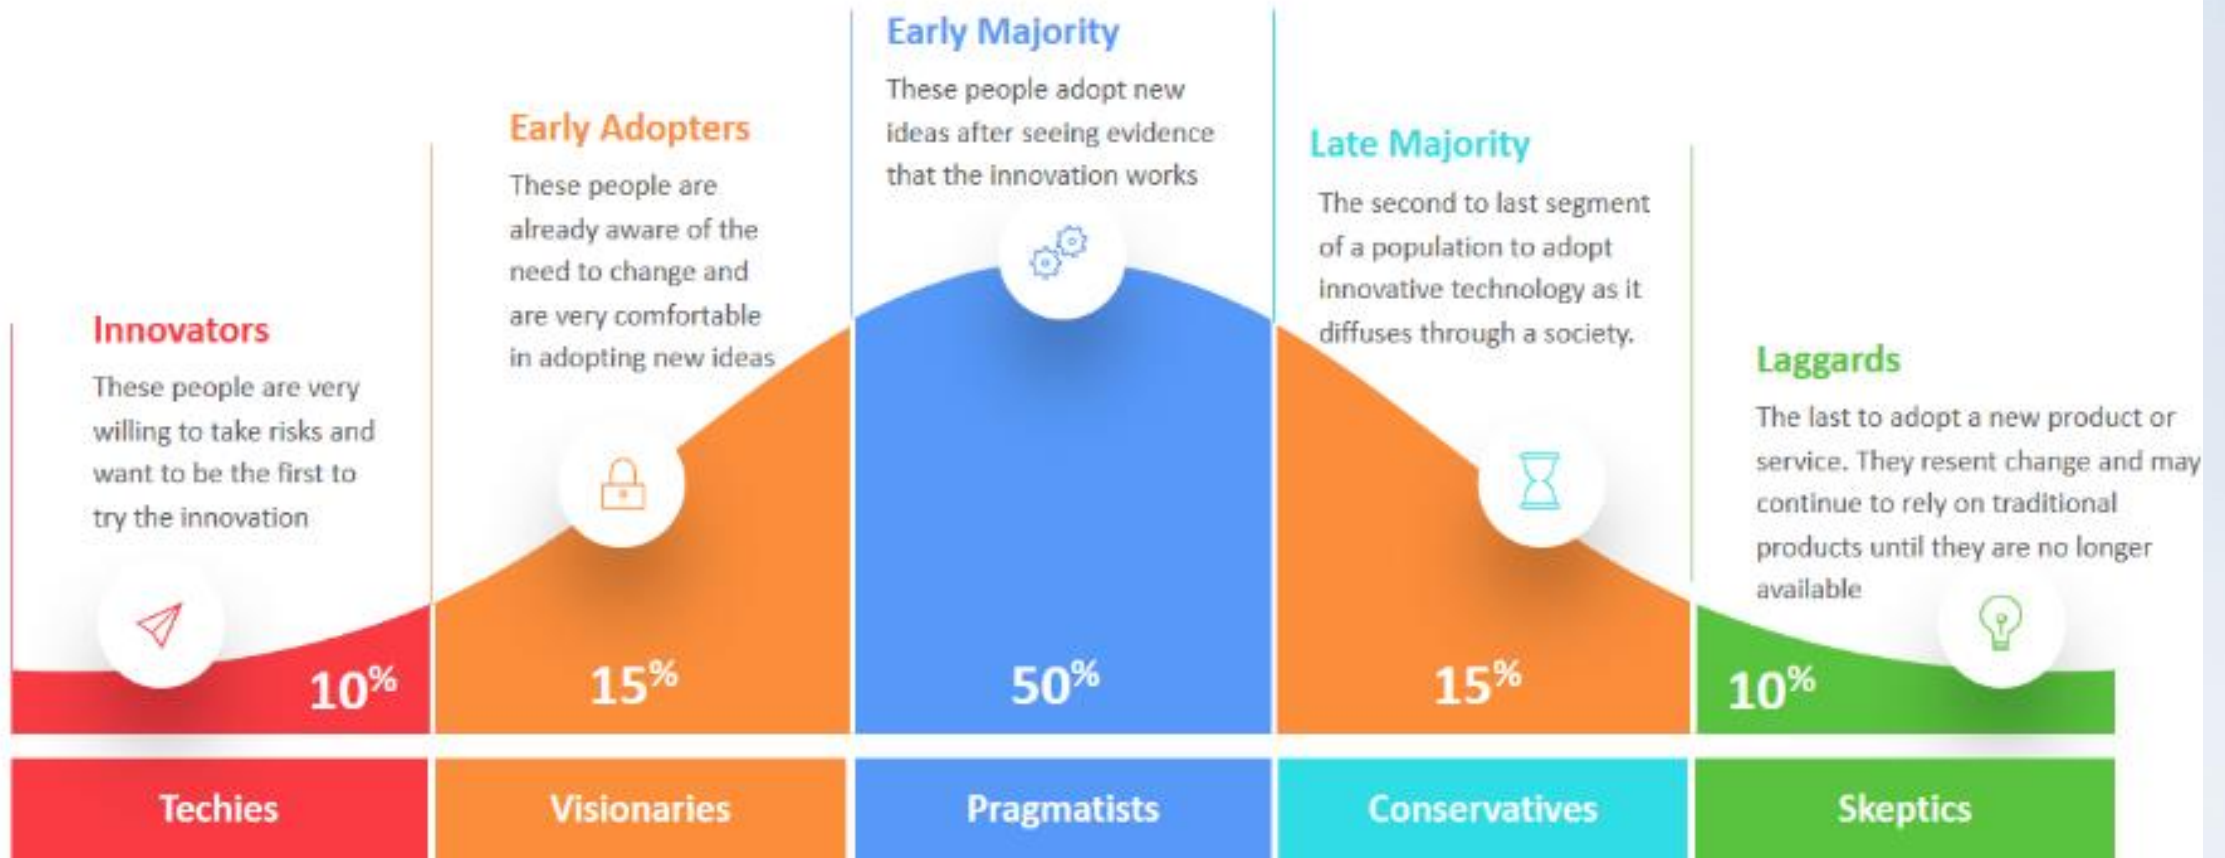 Innovators
These people are very
willing to take risks and
want to be the first to
try the innovation
10%
Techies
Early Adopters
These people are
already aware of the
need to change and
are very comfortable
in adopting new ideas
15%
Visionaries
Early Majority
These people adopt new
ideas after seeing evidence
that the innovation works
50%
Pragmatists
Late Majority
The second to last segment
of a population to adopt
innovative technology as it
diffuses through a society.
15%
Conservatives
Laggards
The last to adopt a new product or
service. They resent change and may
continue to rely on traditional
products until they are no longer
available
10%
Skeptics